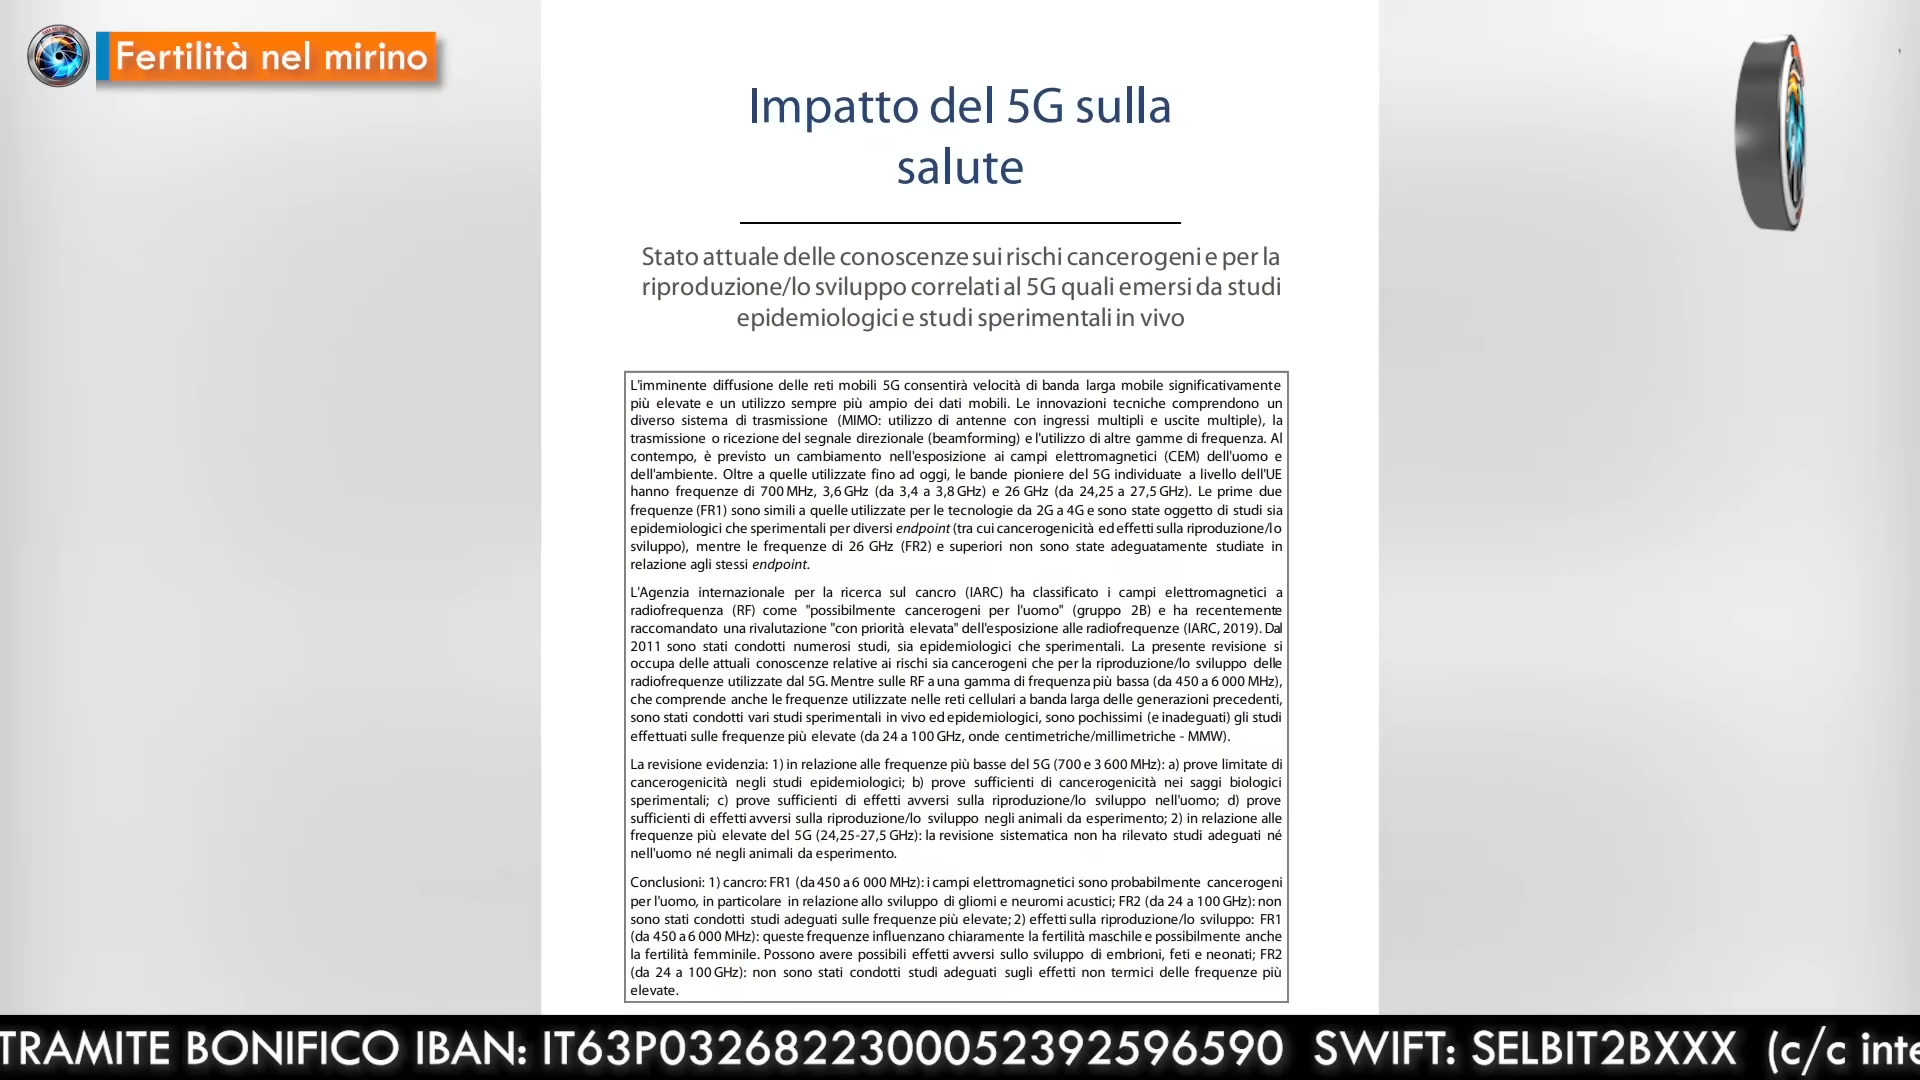 Fertilità nel mirino
Impatto del 5G sulla
salute
Stato attuale delle conoscenze sui rischi cancerogeni e per la
riproduzione/lo sviluppo correlati al 5G quali emersi da studi
epidemiologici e studi sperimentali in vivo
L'imminente diffusione delle reti mobili 5G consentirà velocità di banda larga mobile significativamente
più elevate e un utilizzo sempre più ampio dei dati mobili. Le innovazioni tecniche comprendono un
diverso sistema di trasmissione (MIMO: utilizzo di antenne con ingressi multipli e uscite multiple), la
trasmissione o ricezione del segnale direzionale (beamforming) e l'utilizzo di altre gamme di frequenza. Al
contempo, è previsto un cambiamento nell'esposizione ai campi elettromagnetici (CEM) dell'uomo e
dell'ambiente. Oltre a quelle utilizzate fino ad oggi, le bande pioniere del 5G individuate a livello dell'UE
hanno frequenze di 700 MHz, 3,6 GHz (da 3,4 a 3,8 GHz) e 26 GHz (da 24,25 a 27,5 GHz). Le prime due
frequenze (FR1) sono simili a quelle utilizzate per le tecnologie da 2G a 4G e sono state oggetto di studi sia
epidemiologici che sperimentali per diversi endpoint (tra cui cancerogenicità ed effetti sulla riproduzione/lo
sviluppo), mentre le frequenze di 26 GHz (FR2) e superiori non sono state adeguatamente studiate in
relazione agli stessi endpoint.
L'Agenzia internazionale per la ricerca sul cancro (IARC) ha classificato i campi elettromagnetici a
radiofrequenza (RF) come "possibilmente cancerogeni per l'uomo" (gruppo 2B) e ha recentemente
raccomandato una rivalutazione "con priorità elevata" dell'esposizione alle radiofrequenze (IARC, 2019). Dal
2011 sono stati condotti numerosi studi, sia epidemiologici che sperimentali. La presente revisione si
occupa delle attuali conoscenze relative ai rischi sia cancerogeni che per la riproduzione/lo sviluppo delle
radiofrequenze utilizzate dal 5G. Mentre sulle RF a una gamma di frequenza più bassa (da 450 a 6 000 MHz),
che comprende anche le frequenze utilizzate nelle reti cellulari a banda larga delle generazioni precedenti,
sono stati condotti vari studi sperimentali in vivo ed epidemiologici, sono pochissimi (e inadeguati) gli studi
effettuati sulle frequenze più elevate (da 24 a 100 GHz, onde centimetriche/millimetriche - MMW).
La revisione evidenzia: 1) in relazione alle frequenze più basse del 5G (700 e 3 600 MHz): a) prove limitate di
cancerogenicità negli studi epidemiologici; b) prove sufficienti di cancerogenicità nei saggi biologici
sperimentali; c) prove sufficienti di effetti avversi sulla riproduzione/lo sviluppo nell'uomo; d) prove
sufficienti di effetti avversi sulla riproduzione/lo sviluppo negli animali da esperimento; 2) in relazione alle
frequenze più elevate del 5G (24,25-27,5 GHz): la revisione sistematica non ha rilevato studi adeguati né
nell'uomo né negli animali da esperimento.
Conclusioni: 1) cancro: FR1 (da 450 a 6 000 MHz): i campi elettromagnetici sono probabilmente cancerogeni
per l'uomo, in particolare in relazione allo sviluppo di gliomi e neuromi acustici; FR2 (da 24 a 100 GHz): non
sono stati condotti studi adeguati sulle frequenze più elevate; 2) effetti sulla riproduzione/lo sviluppo: FR1
(da 450 a 6 000 MHz): queste frequenze influenzano chiaramente la fertilità maschile e possibilmente anche
la fertilità femminile. Possono avere possibili effetti avversi sullo sviluppo di embrioni, feti e neonati; FR2
(da 24 a 100 GHz): non sono stati condotti studi adeguati sugli effetti non termici delle frequenze più
elevate.
TRAMITE BONIFICO IBAN: IT63P0326822300052392596590 SWIFT: SELBIT2BXXX (c/c inte